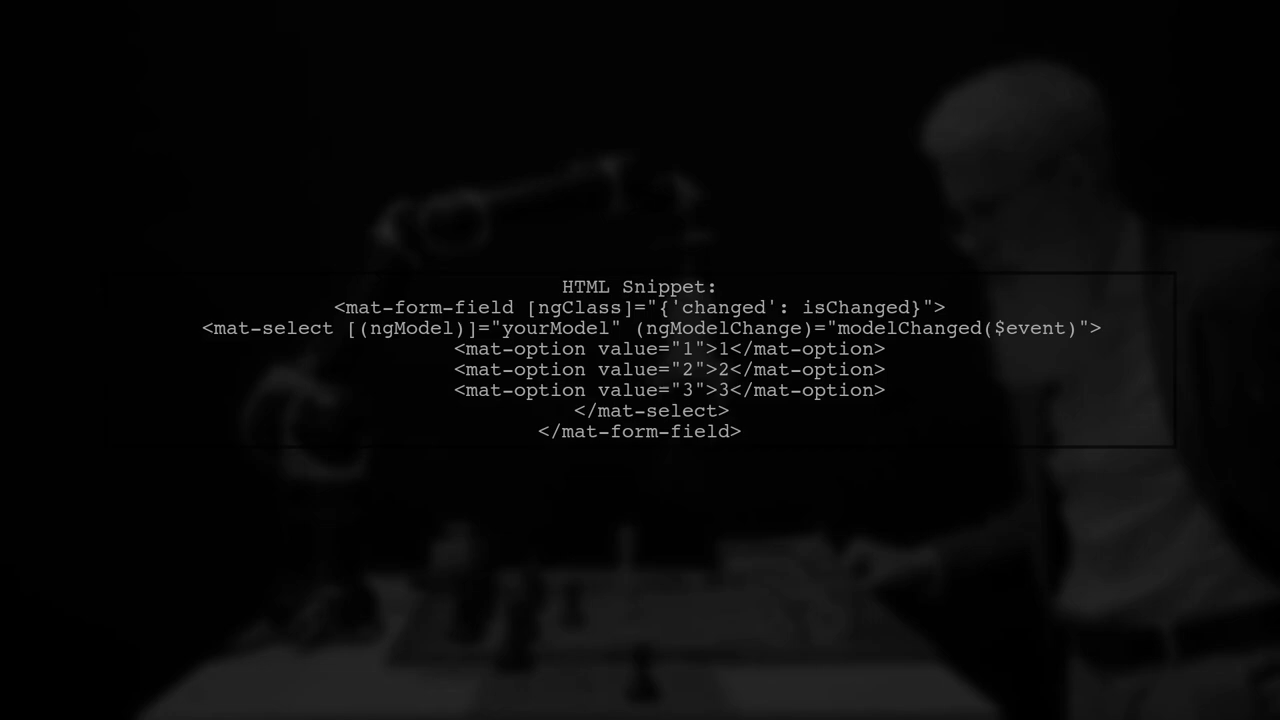 HTML Snippet:
<mat-form-field [ngClass]="{'changed': isChanged}">
<mat-select [(ngModel)]="yourModel" (ngModelChange)="modelChanged($event)">
<mat-option value="1">1</mat-option>
<mat-option value="2">2</mat-option>
<mat-option value="3">3</mat-option>
</mat-select>
</mat-form-field>